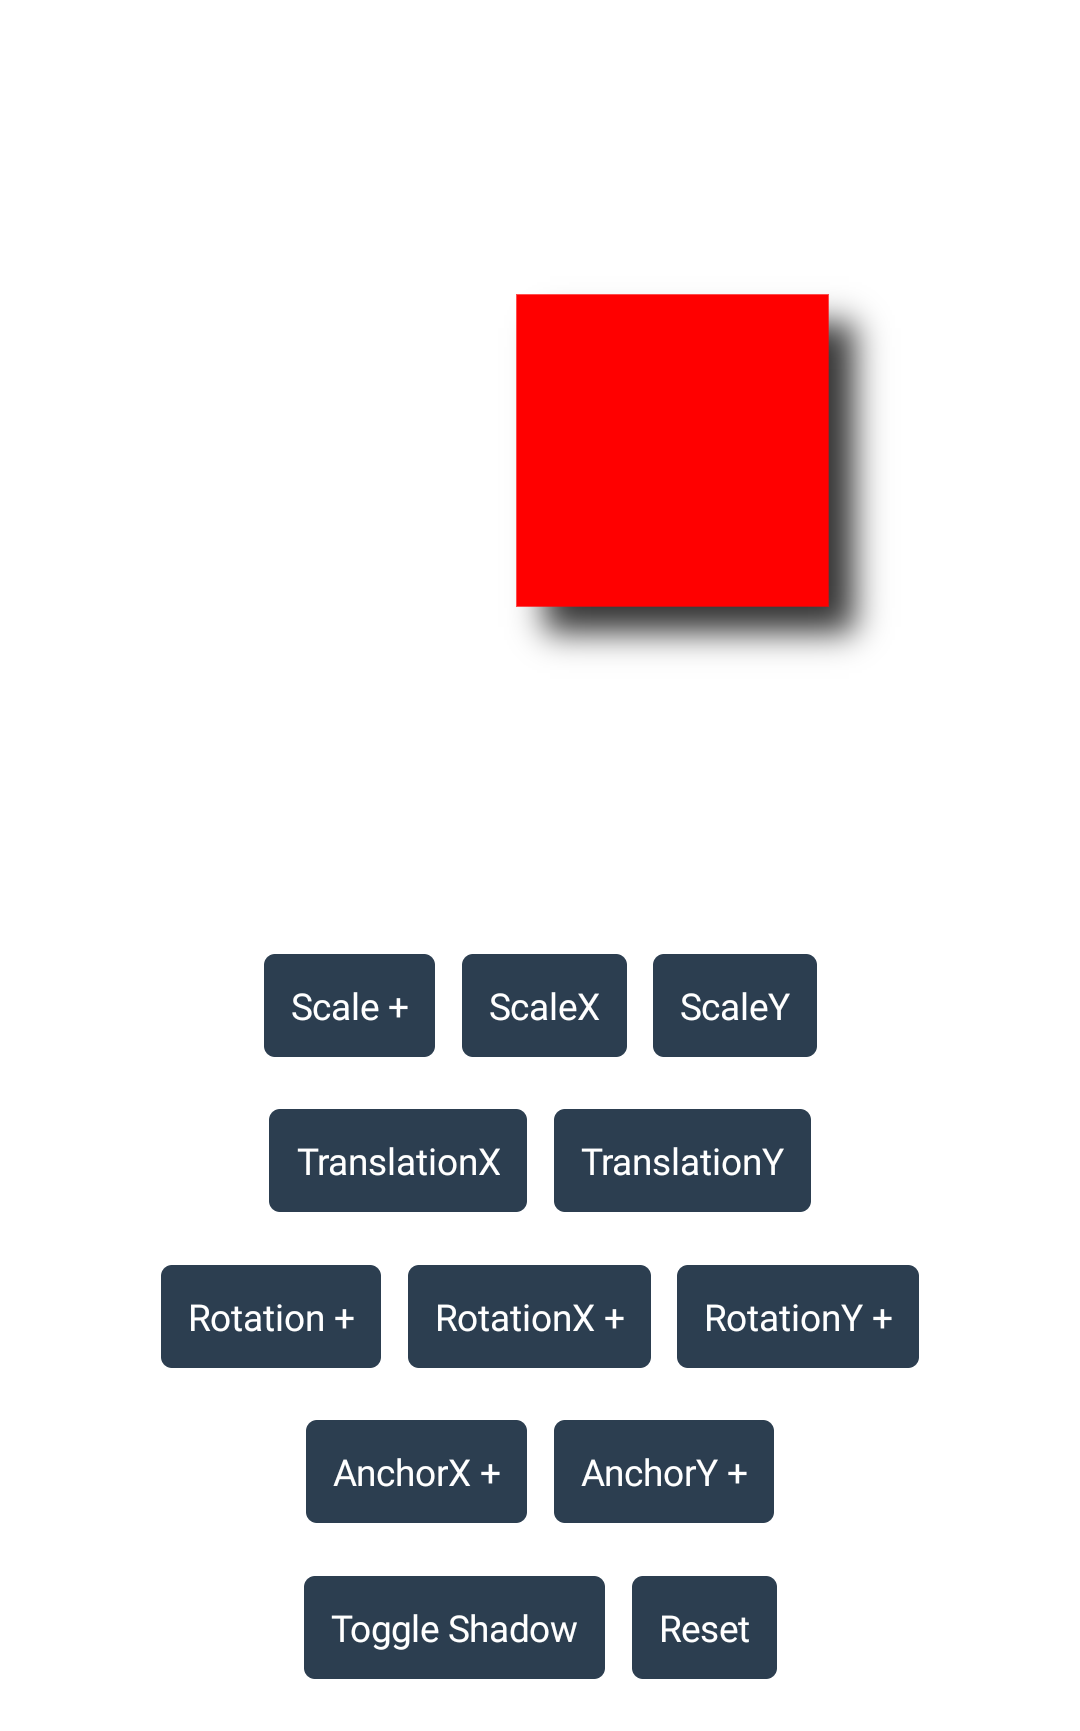 Scale + ScaleX ScaleY
TranslationX TranslationY
Rotation + RotationX + RotationY +
AnchorX + AnchorY +
Toggle Shadow Reset